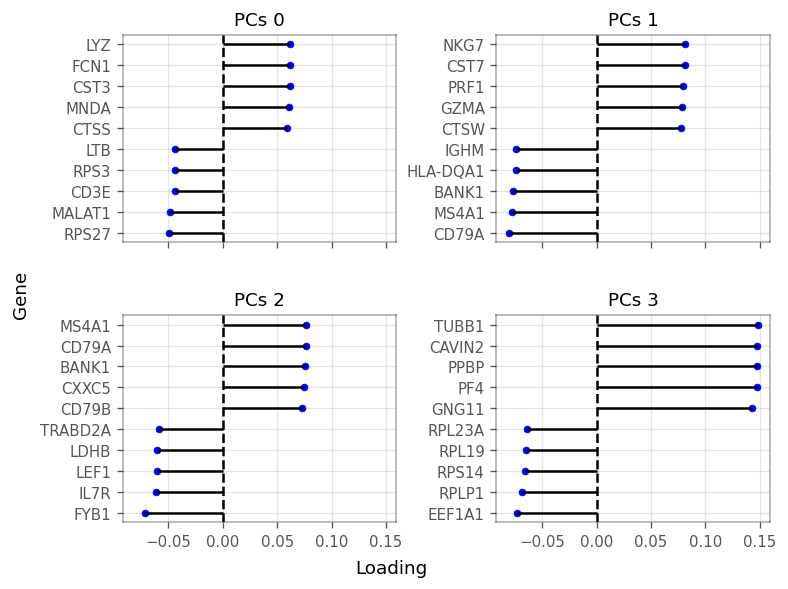 PCs 0
LYZ
FCN1
CST3
MNDA
CTSS
LTB
RPS3
CD3E
MALAT1
RPS27
PCs 1
NKG7
CST7
PRF1
GZMA
CTSW
IGHM
HLA-DQA1
BANK1
MS4A1
CD79A
Gene
PCs 2
MS4A1
CD79A
BANK1
CXXC5
CD79B
TRABD2A
LDHB
LEF1
IL7R
FYB1
−0.05 0.00 0.05 0.10 0.15
PCs 3
TUBB1
CAVIN2
PPBP
PF4
GNG11
RPL23A
RPL19
RPS14
RPLP1
EEF1A1
−0.05 0.00 0.05 0.10 0.15
Loading